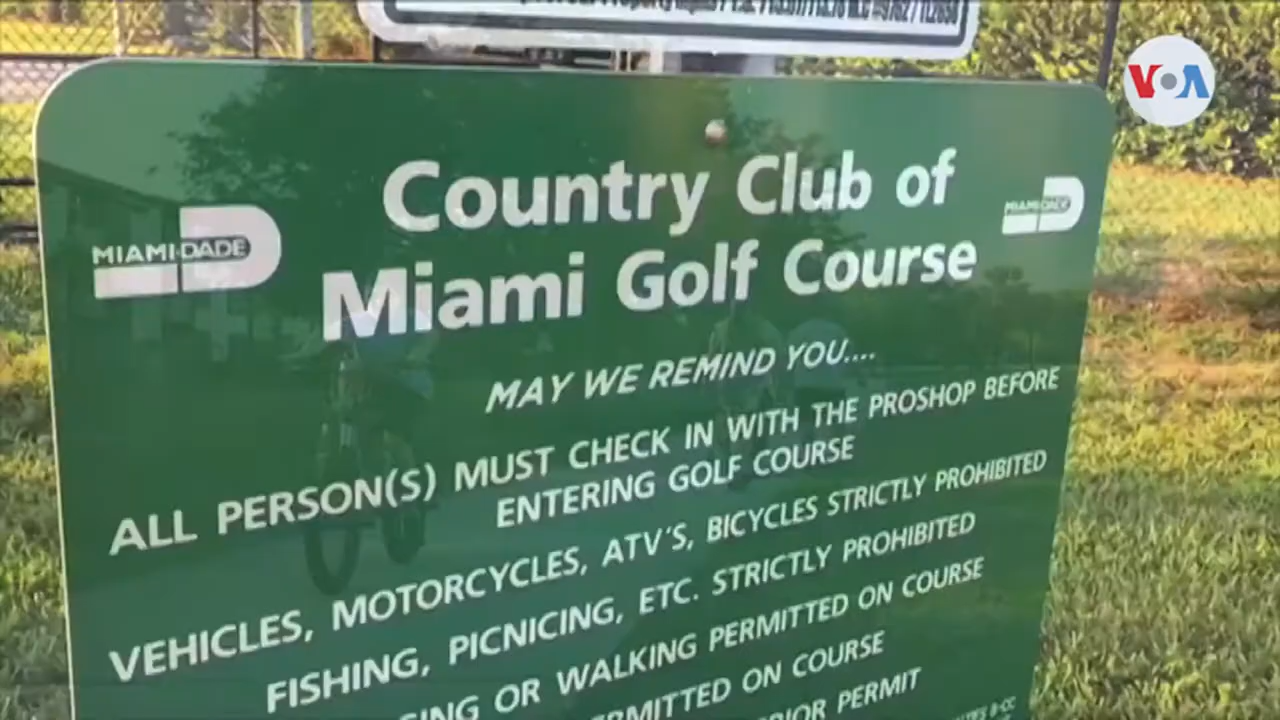 VOA
Country Club of
Miami Golf Course
MIAMI-DADE
MIAMI-DADE
MAY WE REMIND YOU....
ALL PERSON(S) MUST CHECK IN WITH THE PROSHOP BEFORE
ENTERING GOLF COURSE
VEHICLES, MOTORCYCLES, ATV'S, BICYCLES STRICTLY PROHIBITED
FISHING, PICNICING, ETC. STRICTLY PROHIBITED
OR WALKING PERMITTED ON COURSE
ON COURSE
PERMIT